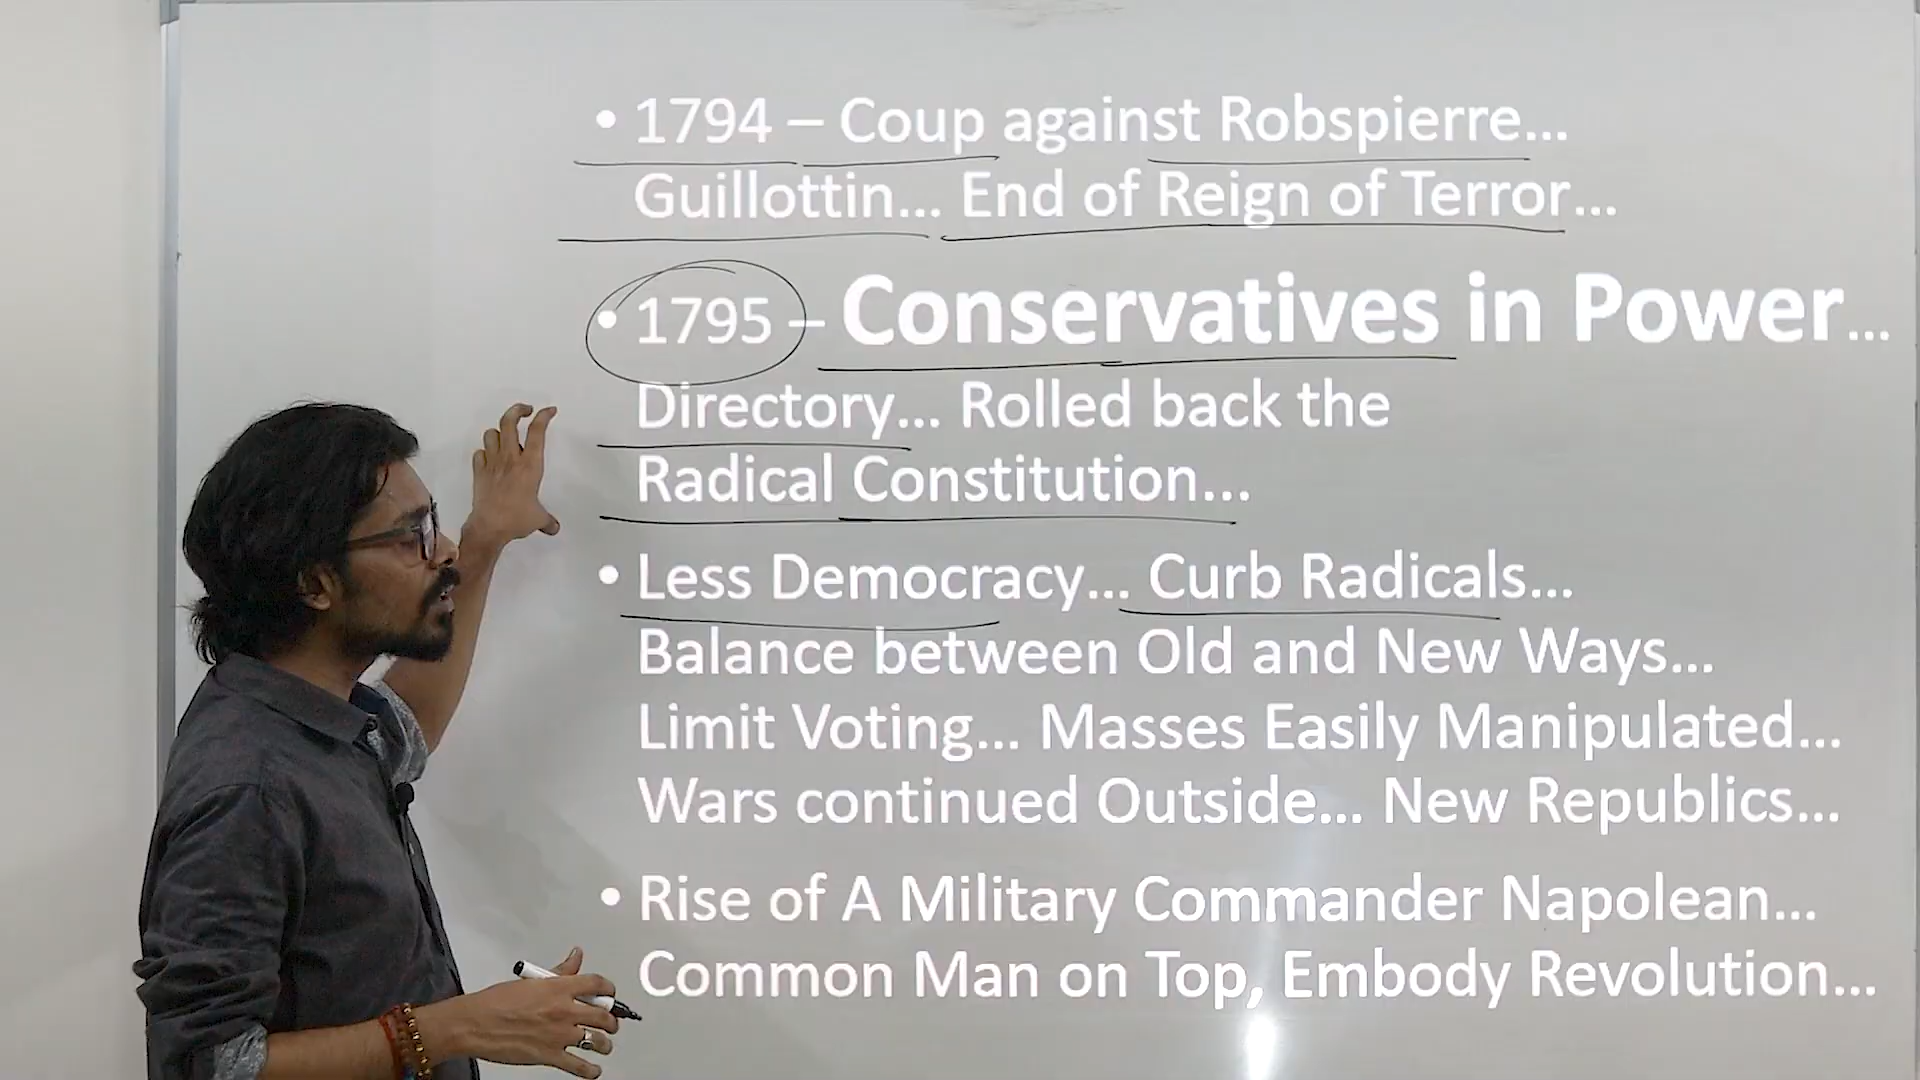 • 1794 – Coup against Robspierre...
Guillottin... End of Reign of Terror...
• 1795 – Conservatives in Power...
Directory... Rolled back the
Radical Constitution...
• Less Democracy... Curb Radicals...
Balance between Old and New Ways...
Limit Voting... Masses Easily Manipulated...
Wars continued Outside... New Republics...
• Rise of A Military Commander Napolean...
Common Man on Top, Embody Revolution...